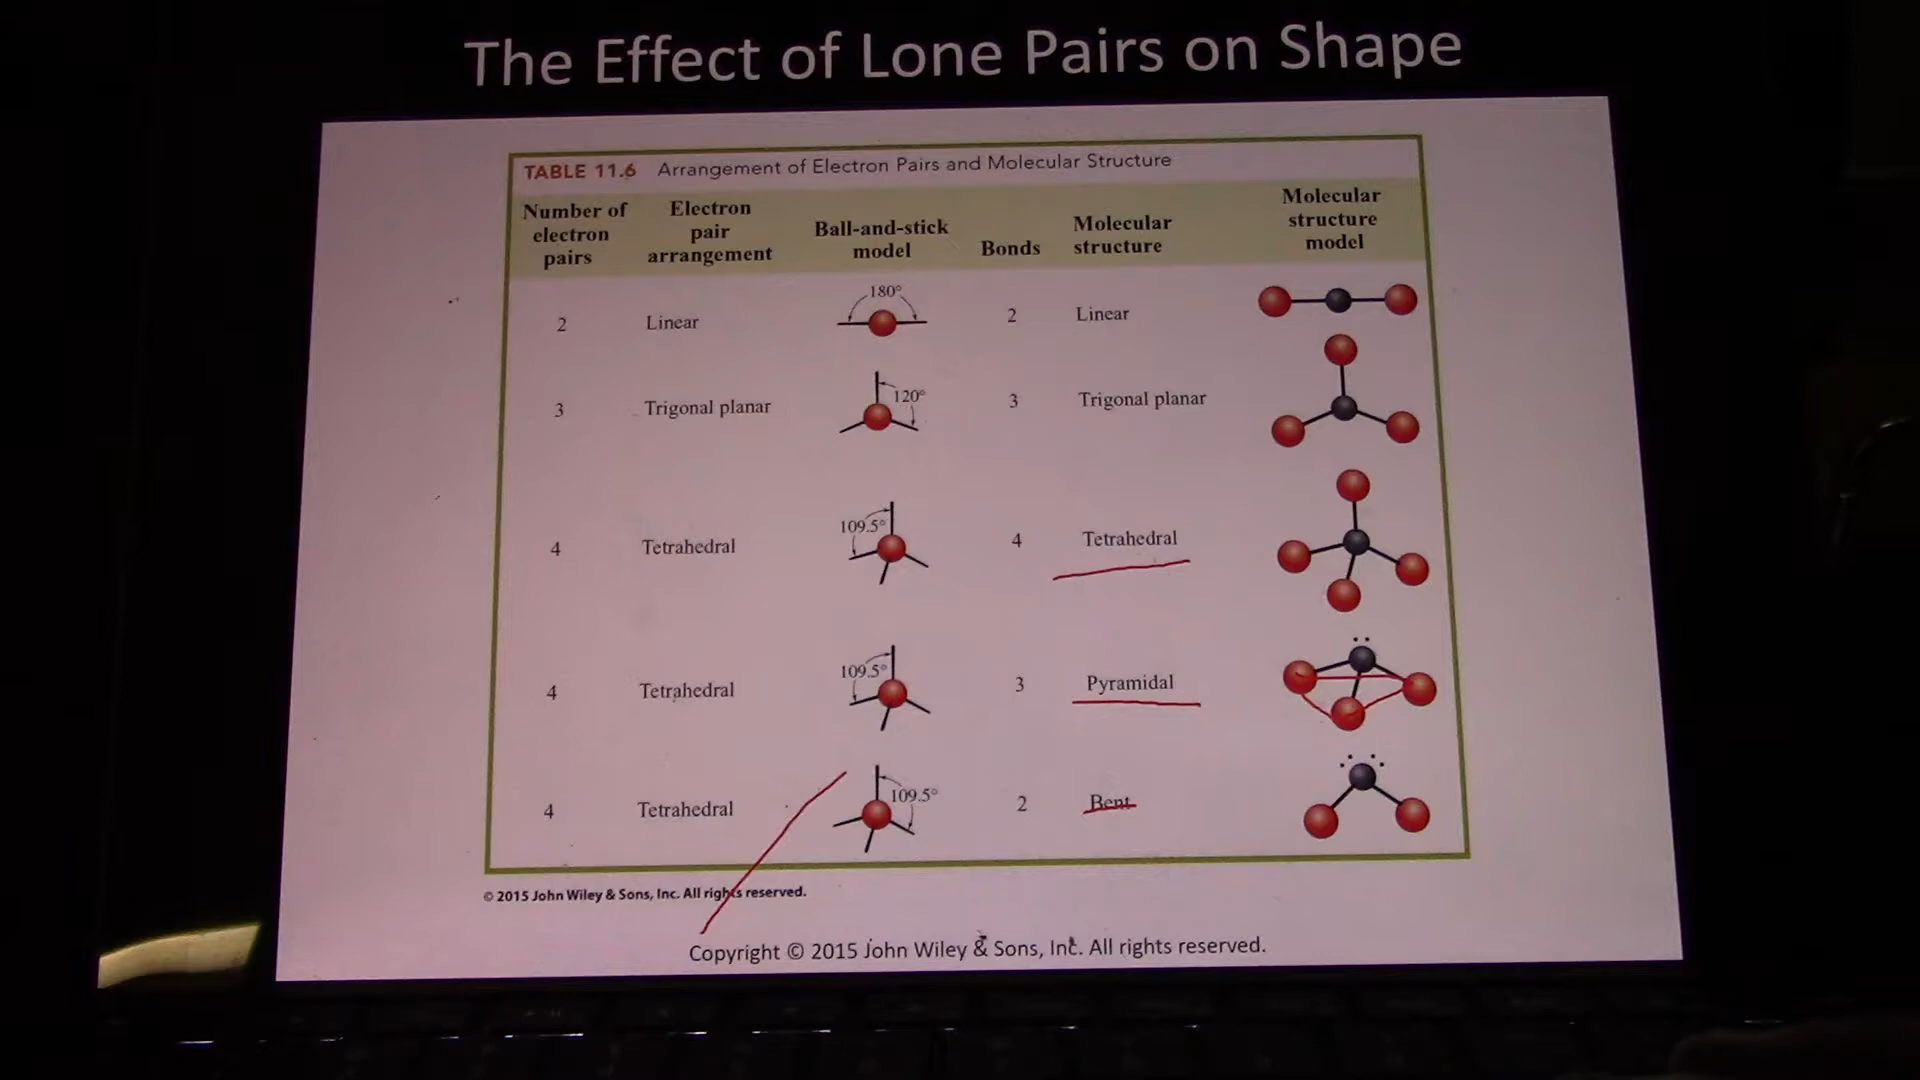 The Effect of Lone Pairs on Shape
TABLE 11.6 Arrangement of Electron Pairs and Molecular Structure
Number of electron pairs
Electron pair arrangement
Ball-and-stick model
Bonds
Molecular structure
Molecular structure model
2 Linear 180° 2 Linear
3 Trigonal planar 120° 3 Trigonal planar
4 Tetrahedral 109.5° 4 Tetrahedral
4 Tetrahedral 109.5° 3 Pyramidal
4 Tetrahedral 109.5° 2 Bent
© 2015 John Wiley & Sons, Inc. All rights reserved.
Copyright © 2015 John Wiley & Sons, Inc. All rights reserved.